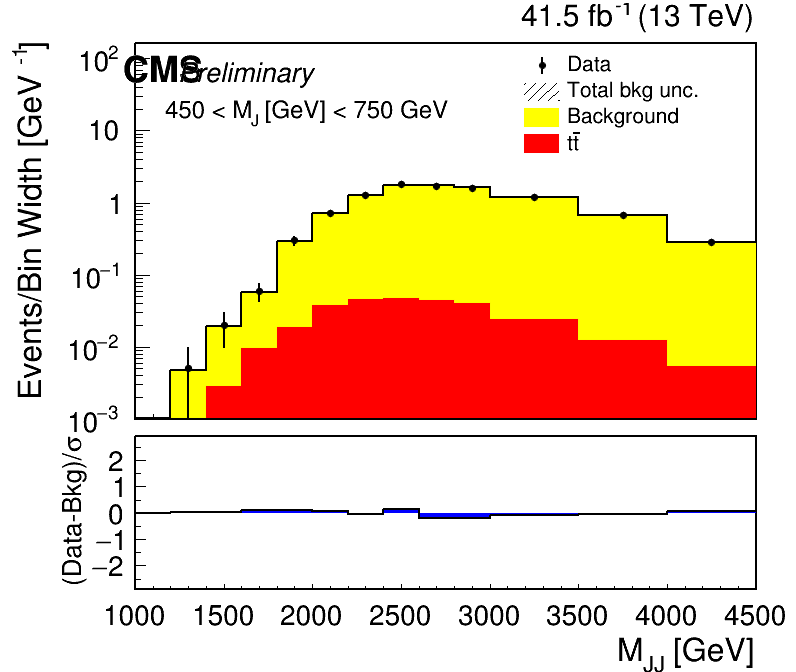 41.5 fb⁻¹ (13 TeV)
CMS Preliminary
450 < M_J [GeV] < 750 GeV
Data
Total bkg unc.
Background
tt̄
Events/Bin Width [GeV⁻¹]
10²
10
1
10⁻¹
10⁻²
10⁻³
(Data-Bkg)/σ
2
1
0
−1
−2
1000 1500 2000 2500 3000 3500 4000 4500
M_JJ [GeV]